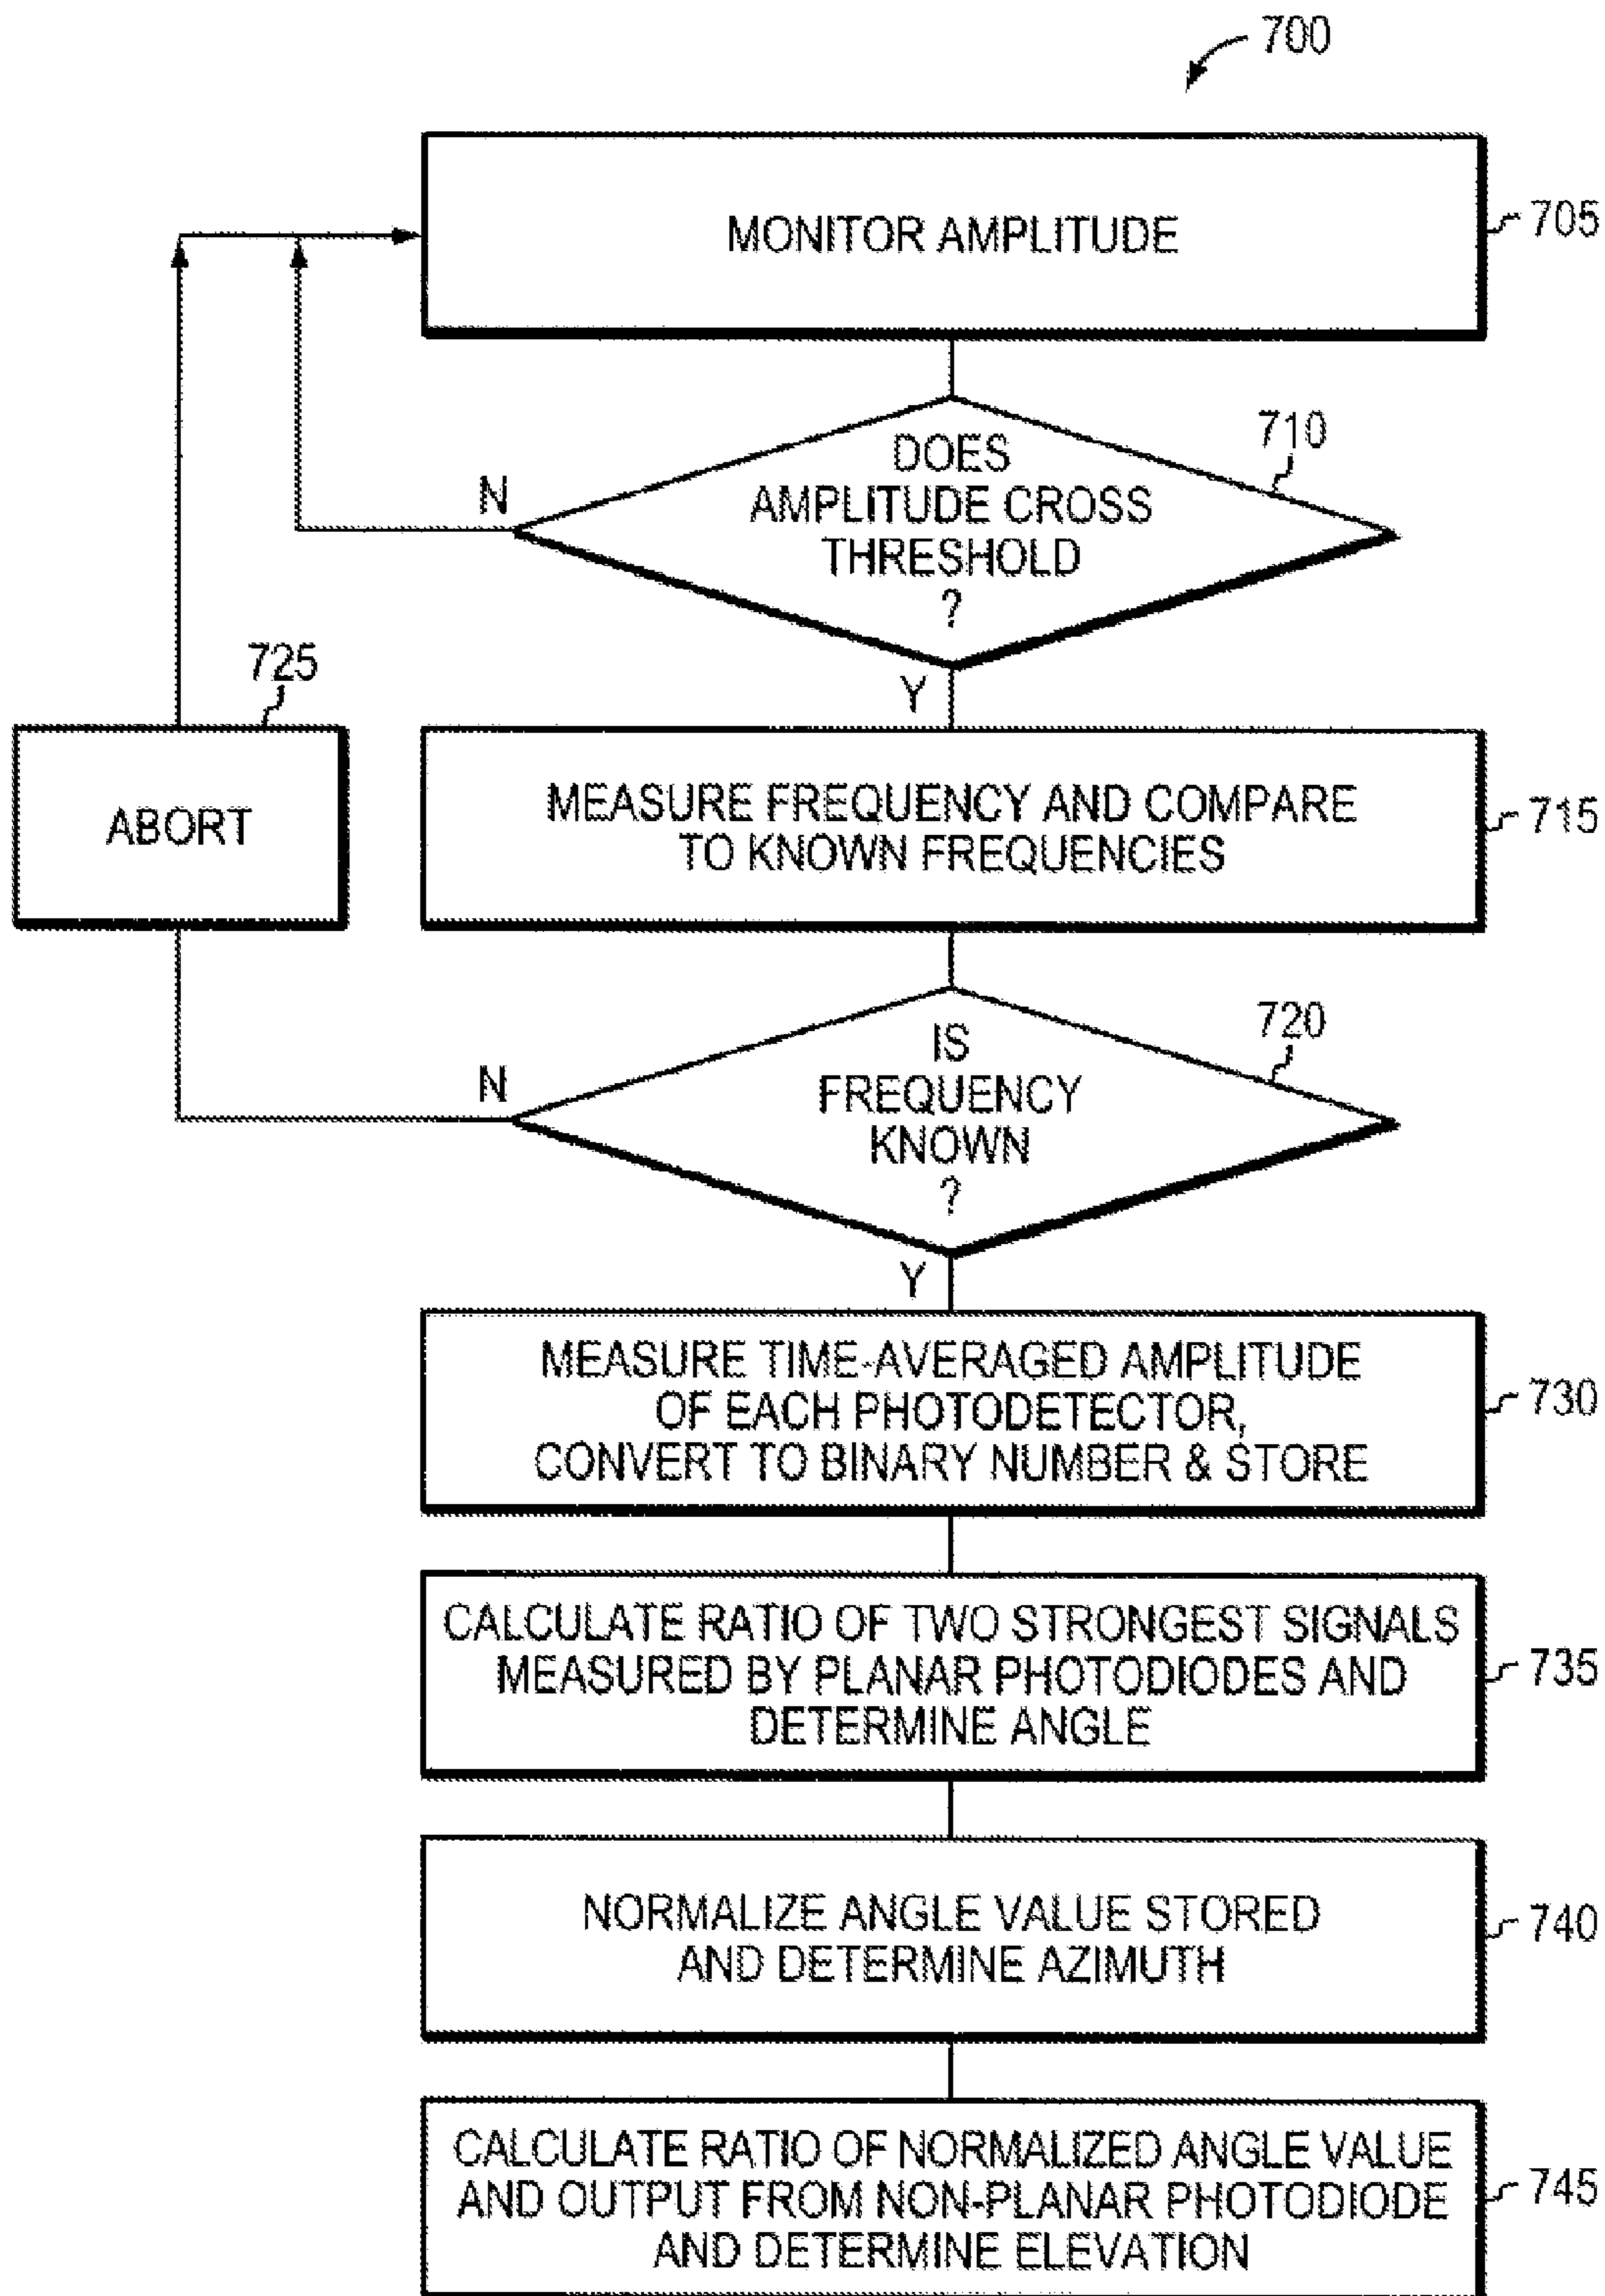 700
MONITOR AMPLITUDE
705
DOES
AMPLITUDE CROSS
THRESHOLD
?
710
N
Y
725
ABORT
MEASURE FREQUENCY AND COMPARE
TO KNOWN FREQUENCIES
715
IS
FREQUENCY
KNOWN
?
720
N
Y
MEASURE TIME-AVERAGED AMPLITUDE
OF EACH PHOTODETECTOR,
CONVERT TO BINARY NUMBER & STORE
730
CALCULATE RATIO OF TWO STRONGEST SIGNALS
MEASURED BY PLANAR PHOTODIODES AND
DETERMINE ANGLE
735
NORMALIZE ANGLE VALUE STORED
AND DETERMINE AZIMUTH
740
CALCULATE RATIO OF NORMALIZED ANGLE VALUE
AND OUTPUT FROM NON-PLANAR PHOTODIODE
AND DETERMINE ELEVATION
745